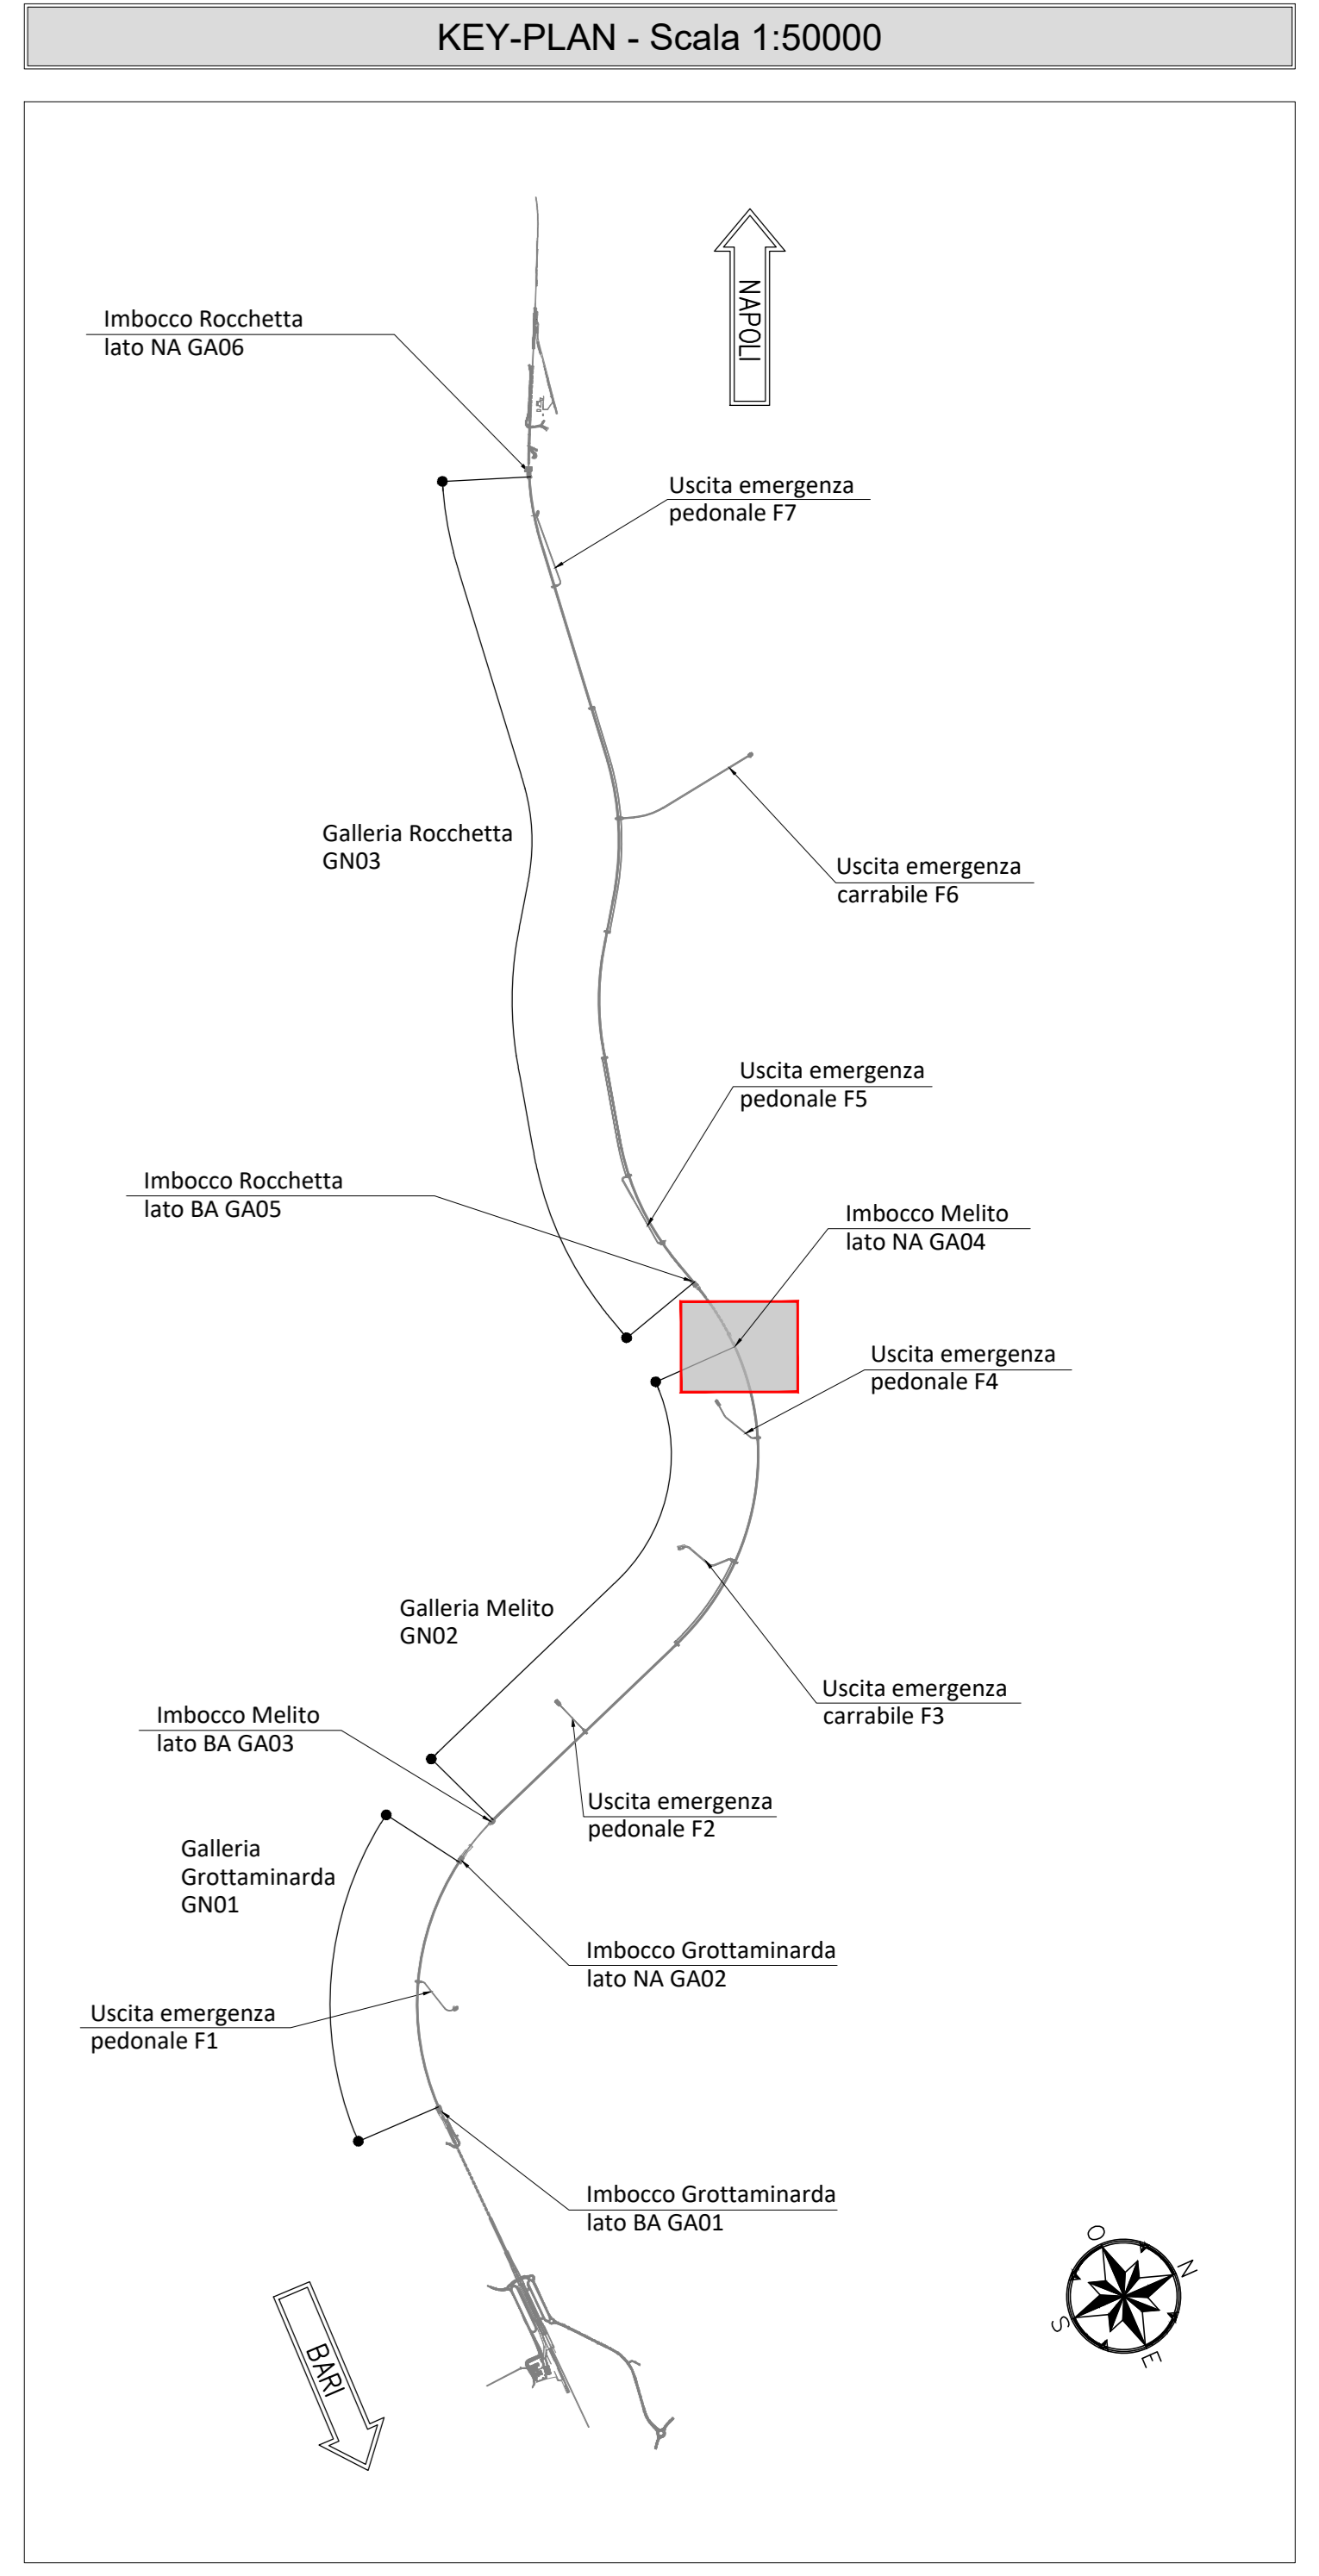 KEY-PLAN - Scala 1:50000
NAPOLI
Imbocco Rocchetta
lato NA GA06
Uscita emergenza
pedonale F7
Galleria Rocchetta
GN03
Uscita emergenza
carrabile F6
Uscita emergenza
pedonale F5
Imbocco Rocchetta
lato BA GA05
Imbocco Melito
lato NA GA04
Uscita emergenza
pedonale F4
Galleria Melito
GN02
Uscita emergenza
carrabile F3
Imbocco Melito
lato BA GA03
Uscita emergenza
pedonale F2
Galleria
Grottaminarda
GN01
Imbocco Grottaminarda
lato NA GA02
Uscita emergenza
pedonale F1
Imbocco Grottaminarda
lato BA GA01
O
N
S
E
BARI